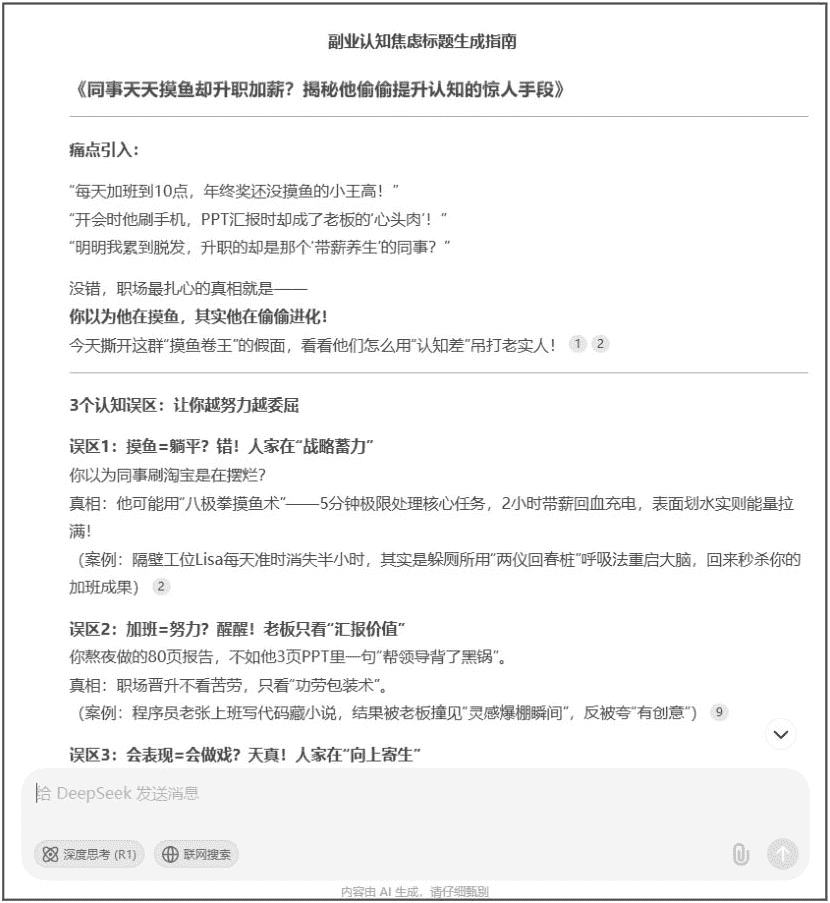 副业认知焦虑标题生成指南
《同事天天摸鱼却升职加薪？揭秘他偷偷提升认知的惊人手段》
痛点引入：
“每天加班到10点，年终奖还没摸鱼的小王高！”
“开会时他刷手机，PPT汇报时却成了老板的‘心头肉’！”
“明明我累到脱发，升职的却是那个‘带薪养生’的同事？”
没错，职场最扎心的真相就是——
你以为他在摸鱼，其实他在偷偷进化！
今天撕开这群“摸鱼卷王”的假面，看看他们怎么用“认知差”吊打老实人！ 1 2
3个认知误区：让你越努力越委屈
误区1：摸鱼=躺平？错！人家在“战略蓄力”
你以为同事刷淘宝是在摆烂？
真相：他可能用“八极拳摸鱼术”——5分钟极限处理核心任务，2小时带薪回血充电，表面划水实则能量拉
满！
（案例：隔壁工位Lisa每天准时消失半小时，其实是躲厕所用“两仪回春桩”呼吸法重启大脑，回来秒杀你的
加班成果） 2
误区2：加班=努力？醒醒！老板只看“汇报价值”
你熬夜做的80页报告，不如他3页PPT里一句“帮领导背了黑锅”。
真相：职场晋升不看苦劳，只看“功劳包装术”。
（案例：程序员老张上班写代码藏小说，结果被老板撞见“灵感爆棚瞬间”，反被夸“有创意”） 9
误区3：会表现=会做戏？天真！人家在“向上寄生”
给 DeepSeek 发送消息
深度思考 (R1) 联网搜索
内容由 AI 生成，请仔细甄别